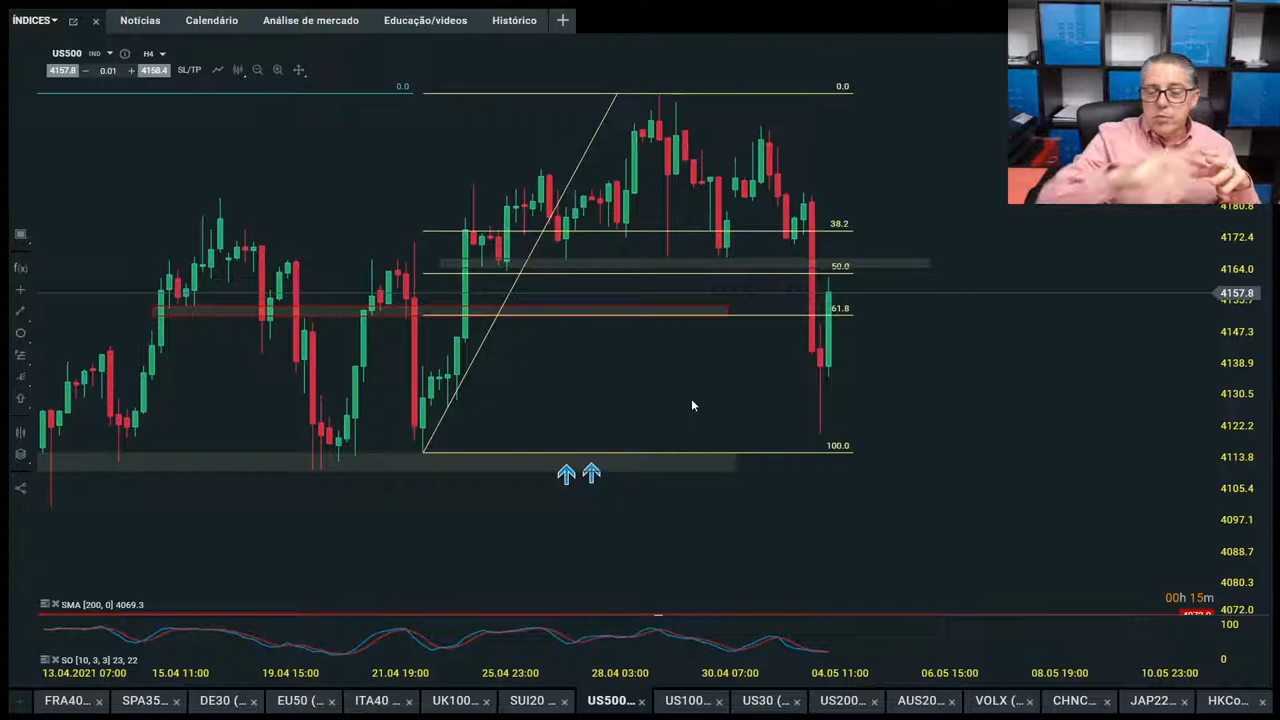 ÍNDICES
Notícias
Calendário
Análise de mercado
Educação/videos
Histórico
US500 IND H4
4157.8 0.01 4158.4 SL/TP
0.0
0.0
38.2
50.0
61.8
100.0
4180.8
4172.4
4164.0
4157.8
4147.3
4138.9
4130.5
4122.2
4113.8
4105.4
4097.1
4088.7
4080.3
4072.0
00h 15m
SMA [200, 0] 4069.3
100
SO [10, 3, 3] 23, 22
0
13.04.2021 07:00 15.04 11:00 19.04 15:00 21.04 19:00 25.04 23:00 28.04 03:00 30.04 07:00 04.05 11:00 06.05 15:00 08.05 19:00 10.05 23:00
FRA40... SPA35... DE30 (... EU50 (... ITA40 ... UK100... SUI20 ... US500... US100... US30 (... US200... AUS20... VOLX (... CHNC... JAP22... HKCo...